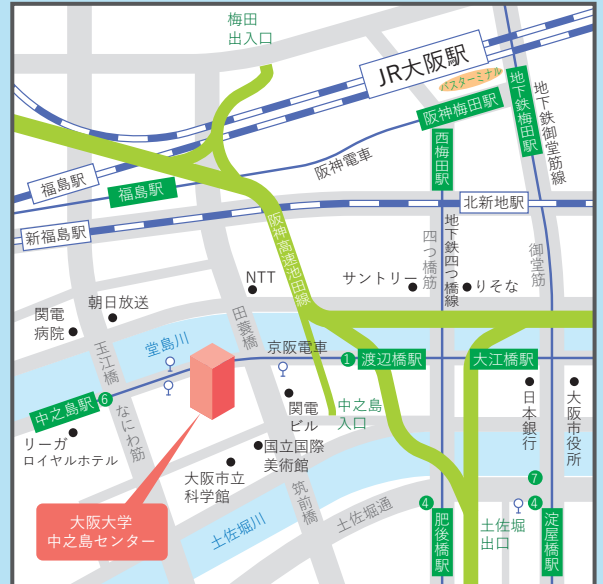 梅田
出入口
JR大阪駅
バスターミナル
阪神梅田駅
地下鉄梅田駅
地下鉄御堂筋線
西梅田駅
阪神電車
福島駅
福島駅
北新地駅
新福島駅
阪神高速池田線
四つ橋筋
地下鉄四つ橋線
御堂筋
NTT
サントリー
りそな
朝日放送
関電
病院
田蓑橋
堂島川
玉江橋
京阪電車
1
渡辺橋駅
大江橋駅
中之島駅
6
なにわ筋
関電
ビル
中之島
入口
日本銀行
大阪市役所
リーガ
ロイヤルホテル
国立国際
美術館
大阪市立
科学館
筑前橋
7
4
4
大阪大学
中之島センター
土佐堀川
土佐堀通
肥後橋駅
土佐堀
出口
淀屋橋駅